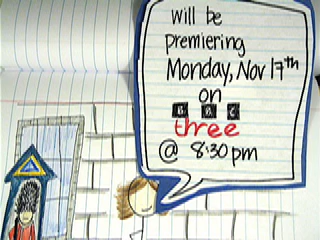 will be
premiering
Monday, Nov 17th
on
BBC
three
@ 8:30 pm